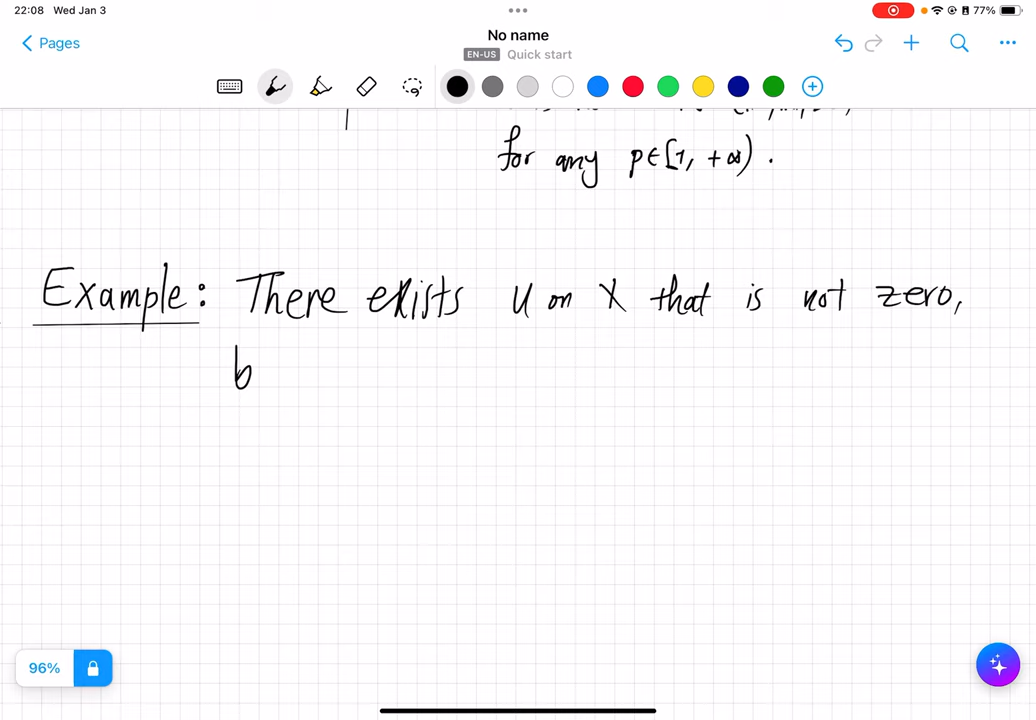 22:08 Wed Jan 3
77%
Pages
No name
EN-US Quick start
for any p∈[1, +∞).
Example: There exists u on X that is not zero,
b
96%